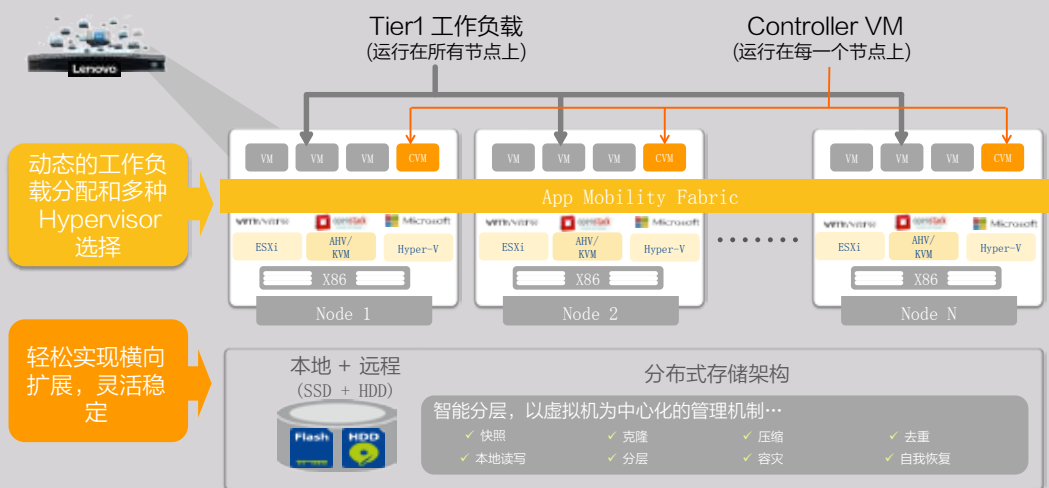 Tier1 工作负载
(运行在所有节点上)
Controller VM
(运行在每一个节点上)
Lenovo
动态的工作负
载分配和多种
Hypervisor
选择
VM VM VM CVM
VM VM VM CVM
VM VM VM CVM
App Mobility Fabric
vmware Microsoft
vmware Microsoft
vmware Microsoft
ESXi AHV/ KVM Hyper-V
ESXi AHV/ KVM Hyper-V
ESXi AHV/ KVM Hyper-V
X86
X86
X86
Node 1
Node 2
Node N
轻松实现横向
扩展，灵活稳
定
本地 + 远程
(SSD + HDD)
Flash HDD
分布式存储架构
智能分层，以虚拟机为中心化的管理机制…
✓ 快照 ✓ 克隆 ✓ 压缩 ✓ 去重
✓ 本地读写 ✓ 分层 ✓ 容灾 ✓ 自我恢复